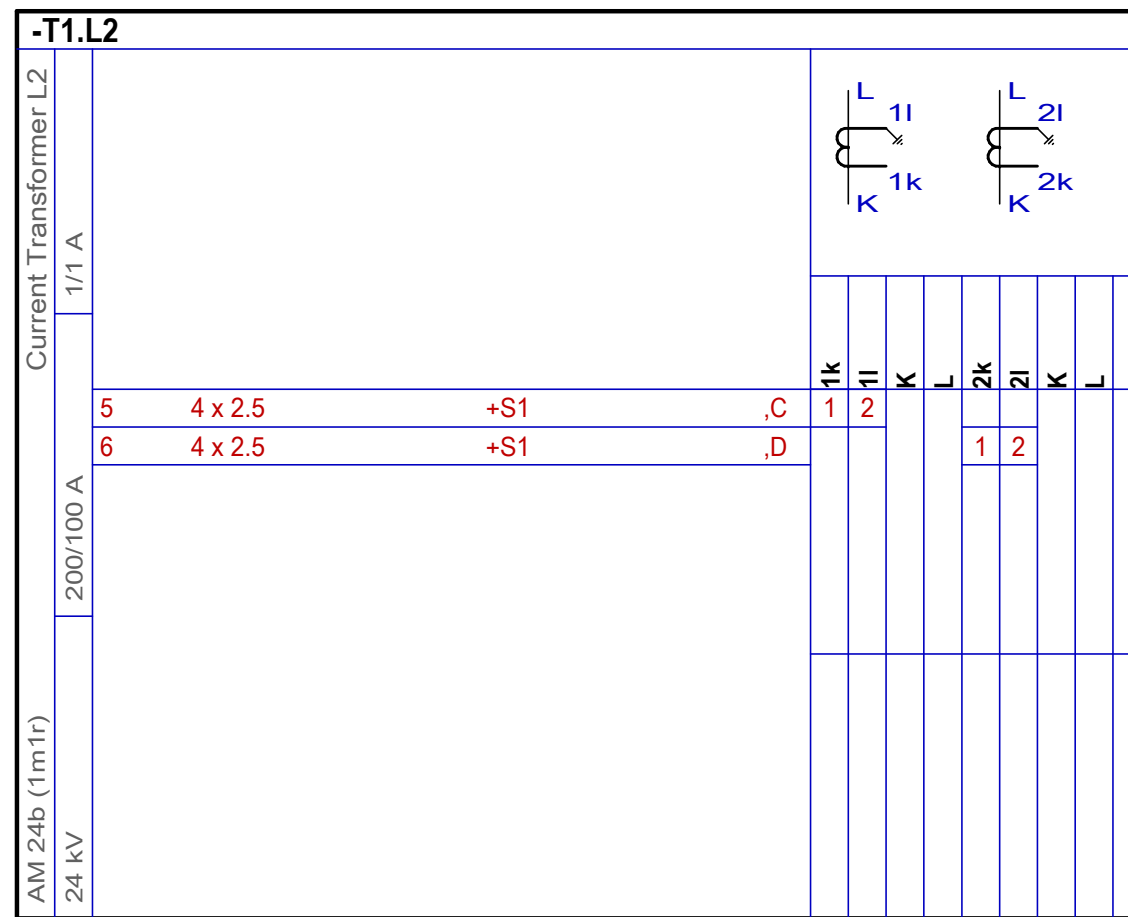 -T1.L2
Current Transformer L2
AM 24b (1m1r)
1/1 A
200/100 A
24 kV
L 1l L 2l
1k 2k
K K
1k 1l K L 2k 2l K L
5 4 x 2.5 +S1 ,C 1 2
6 4 x 2.5 +S1 ,D 1 2